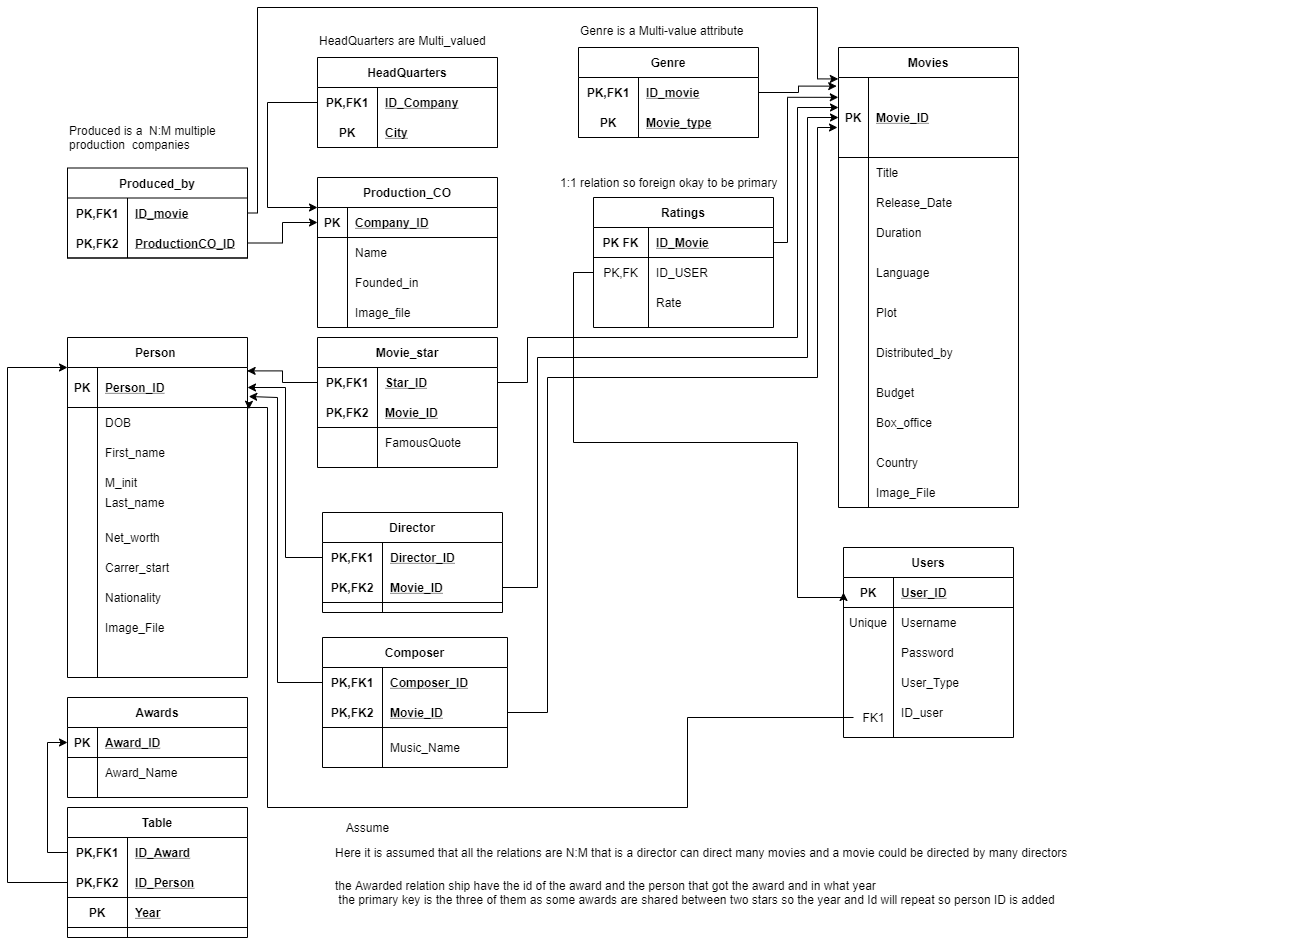 HeadQuarters are Multi_valued
HeadQuarters
PK,FK1 ID_Company
PK City
Genre is a Multi-value attribute
Genre
PK,FK1 ID_movie
PK Movie_type
Movies
PK Movie_ID
Title
Release_Date
Duration
Language
Plot
Distributed_by
Budget
Box_office
Country
Image_File
Produced is a N:M multiple
production companies
Produced_by
PK,FK1 ID_movie
PK,FK2 ProductionCO_ID
Production_CO
PK Company_ID
Name
Founded_in
Image_file
1:1 relation so foreign okay to be primary
Ratings
PK FK ID_Movie
PK,FK ID_USER
Rate
Person
PK Person_ID
DOB
First_name
M_init
Last_name
Net_worth
Carrer_start
Nationality
Image_File
Movie_star
PK,FK1 Star_ID
PK,FK2 Movie_ID
FamousQuote
Director
PK,FK1 Director_ID
PK,FK2 Movie_ID
Composer
PK,FK1 Composer_ID
PK,FK2 Movie_ID
Music_Name
Users
PK User_ID
Unique Username
Password
User_Type
FK1 ID_user
Awards
PK Award_ID
Award_Name
Table
PK,FK1 ID_Award
PK,FK2 ID_Person
PK Year
Assume
Here it is assumed that all the relations are N:M that is a director can direct many movies and a movie could be directed by many directors
the Awarded relation ship have the id of the award and the person that got the award and in what year
the primary key is the three of them as some awards are shared between two stars so the year and Id will repeat so person ID is added